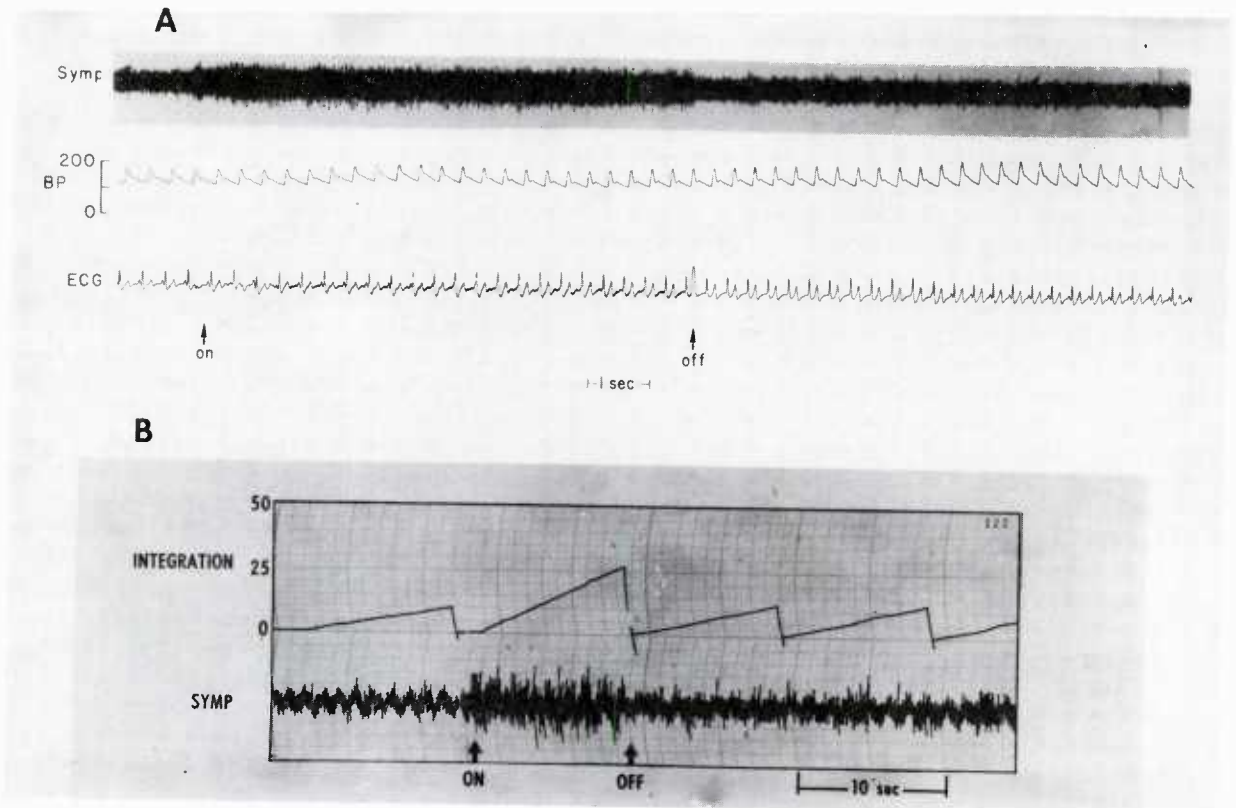 A
Symp
200
BP
0
ECG
on
off
1 sec
B
50
INTEGRATION
25
0
SYMP
ON
OFF
10 sec